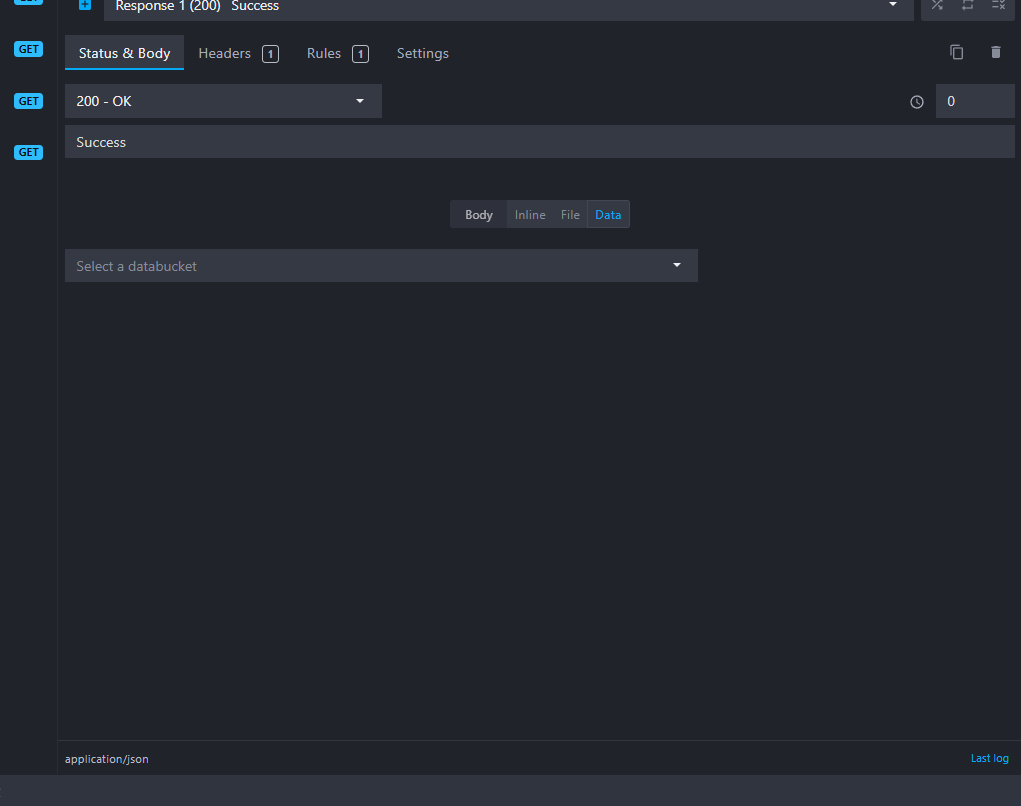 Response 1 (200) Success
GET
Status & Body Headers 1 Rules 1 Settings
GET
200 - OK 0
Success
GET
Body Inline File Data
Select a databucket
application/json Last log